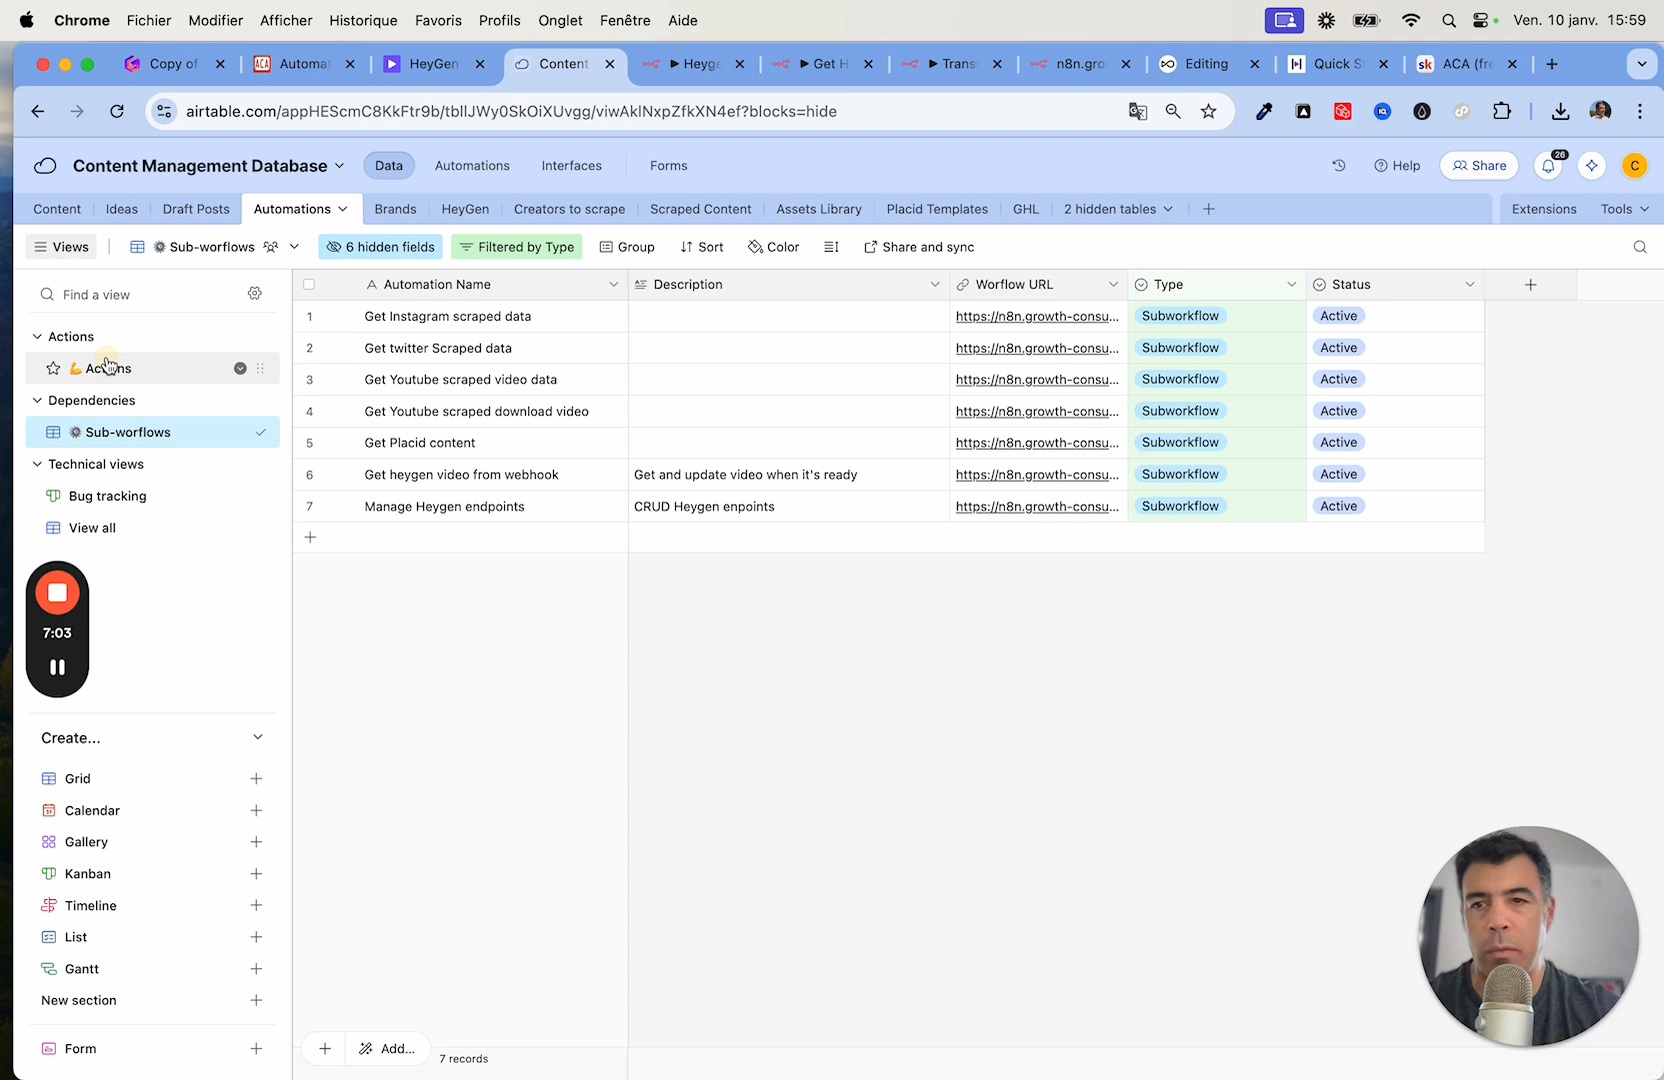 Chrome Fichier Modifier Afficher Historique Favoris Profils Onglet Fenêtre Aide Ven. 10 janv. 15:59
Copy of ACA Automat HeyGen Content Heyge Get H Transf n8n.gro Editing Quick S sk ACA (fre
airtable.com/appHEScmC8KkFtr9b/tbllJWy0SkOiXUvgg/viwAklNxpZfkXN4ef?blocks=hide
Content Management Database Data Automations Interfaces Forms Help Share 26 C
Content Ideas Draft Posts Automations Brands HeyGen Creators to scrape Scraped Content Assets Library Placid Templates GHL 2 hidden tables Extensions Tools
Views Sub-worflows 6 hidden fields Filtered by Type Group Sort Color Share and sync
Find a view
Actions
Actions
Dependencies
Sub-worflows
Technical views
Bug tracking
View all
7:03
Create...
Grid
Calendar
Gallery
Kanban
Timeline
List
Gantt
New section
Form
Automation Name Description Worflow URL Type Status
1 Get Instagram scraped data https://n8n.growth-consu... Subworkflow Active
2 Get twitter Scraped data https://n8n.growth-consu... Subworkflow Active
3 Get Youtube scraped video data https://n8n.growth-consu... Subworkflow Active
4 Get Youtube scraped download video https://n8n.growth-consu... Subworkflow Active
5 Get Placid content https://n8n.growth-consu... Subworkflow Active
6 Get heygen video from webhook Get and update video when it's ready https://n8n.growth-consu... Subworkflow Active
7 Manage Heygen endpoints CRUD Heygen enpoints https://n8n.growth-consu... Subworkflow Active
Add... 7 records